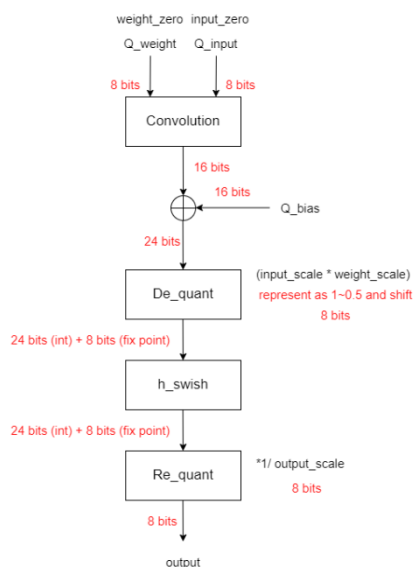 weight_zero input_zero
Q_weight Q_input
8 bits 8 bits
Convolution
16 bits
16 bits
Q_bias
24 bits
De_quant
(input_scale * weight_scale)
represent as 1~0.5 and shift
8 bits
24 bits (int) + 8 bits (fix point)
h_swish
24 bits (int) + 8 bits (fix point)
Re_quant
*1/ output_scale
8 bits
8 bits
output